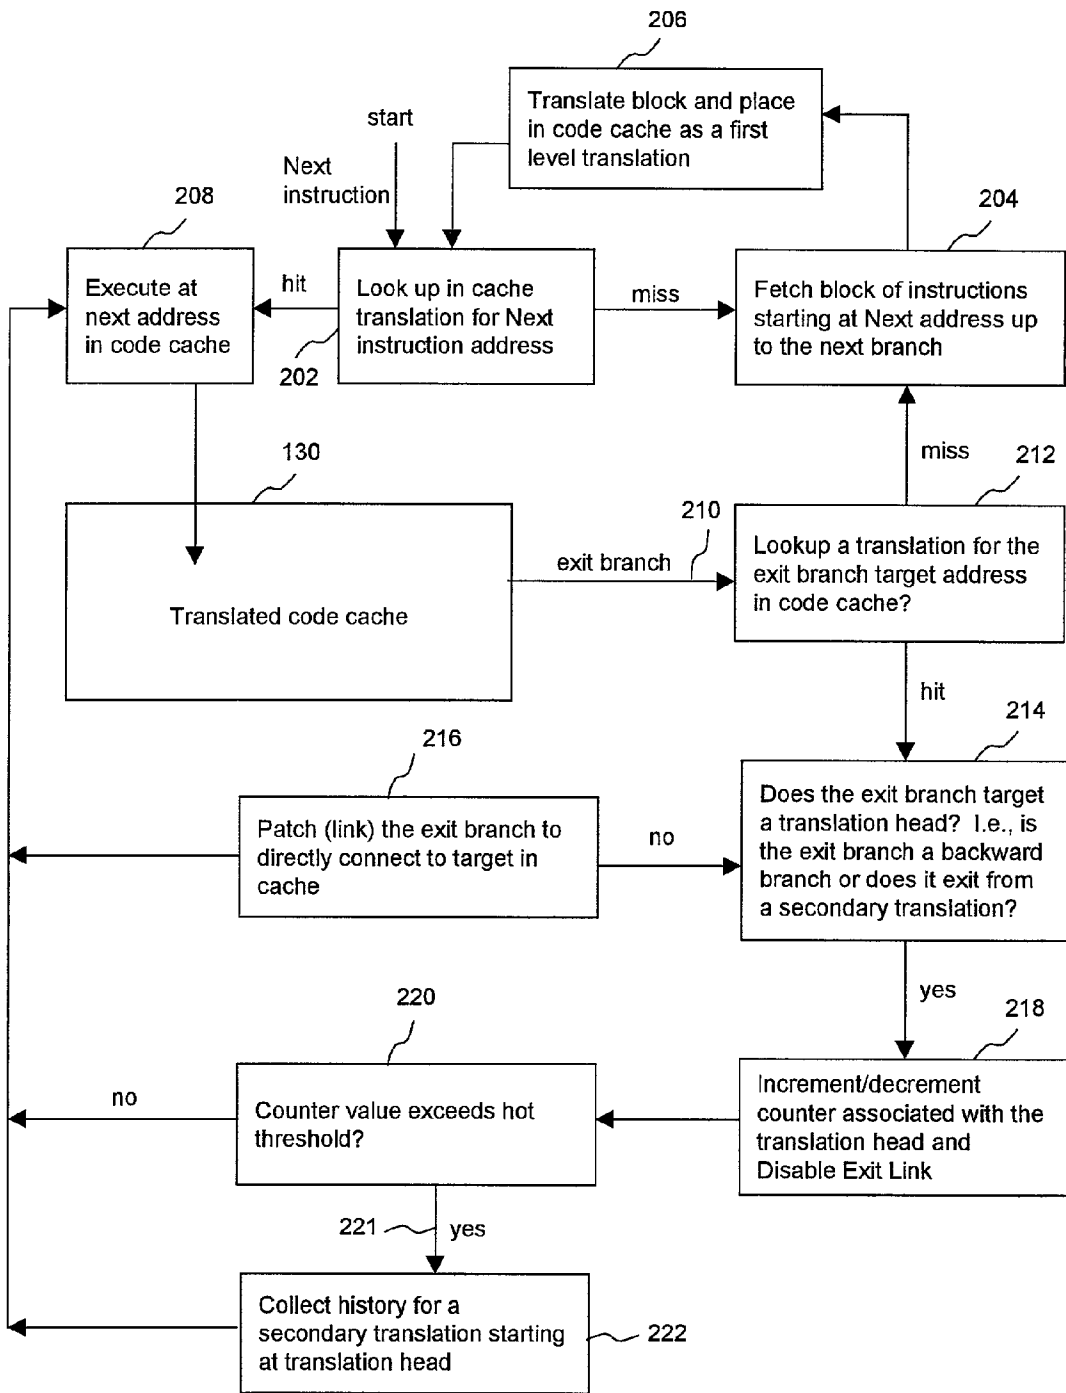 206
Translate block and place
in code cache as a first
level translation
start
Next
instruction
208
204
Execute at
next address
in code cache
hit
Look up in cache
translation for Next
instruction address
miss
Fetch block of instructions
starting at Next address up
to the next branch
202
130
miss
212
210
exit branch
Lookup a translation for the
exit branch target address
in code cache?
Translated code cache
hit
214
216
Does the exit branch target
a translation head? I.e., is
the exit branch a backward
branch or does it exit from
a secondary translation?
Patch (link) the exit branch to
directly connect to target in
cache
no
yes
218
220
no
Counter value exceeds hot
threshold?
Increment/decrement
counter associated with the
translation head and
Disable Exit Link
221
yes
Collect history for a
secondary translation starting
at translation head
222